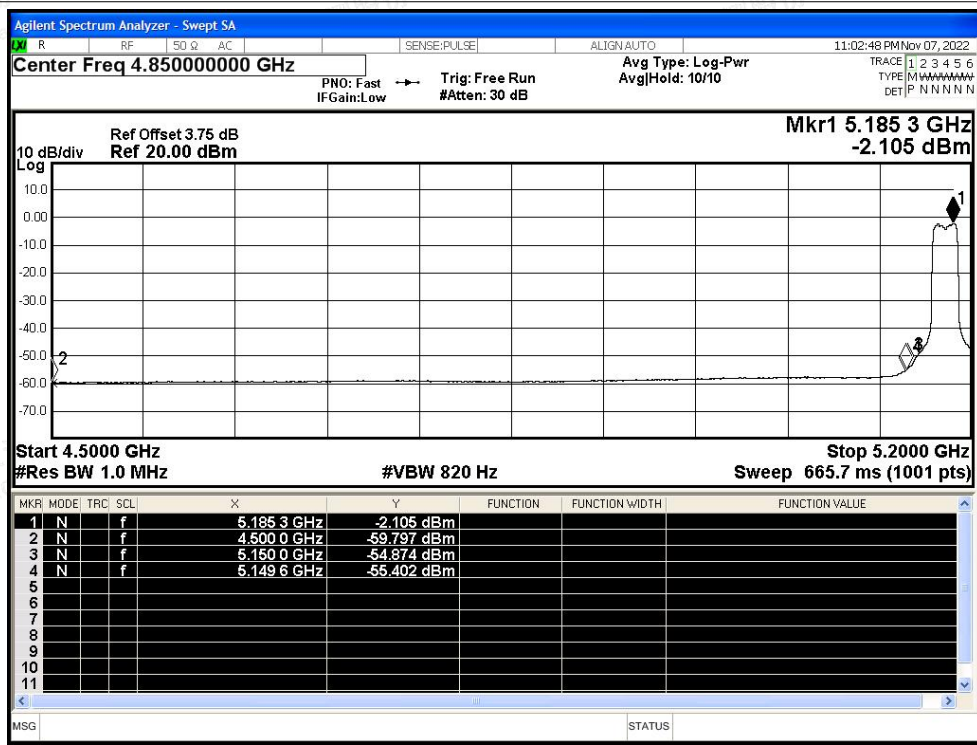 Agilent Spectrum Analyzer - Swept SA
LXI R RF 50 Ω AC SENSE:PULSE ALIGN AUTO 11:02:48 PM Nov 07, 2022
Center Freq 4.850000000 GHz
PNO: Fast
IFGain:Low
Trig: Free Run
#Atten: 30 dB
Avg Type: Log-Pwr
Avg|Hold: 10/10
TRACE 1 2 3 4 5 6
TYPE M
DET P N N N N N
Mkr1 5.185 3 GHz
-2.105 dBm
Ref Offset 3.75 dB
10 dB/div Ref 20.00 dBm
Log
10.0
0.00
-10.0
-20.0
-30.0
-40.0
-50.0
-60.0
-70.0
1
2
Start 4.5000 GHz Stop 5.2000 GHz
#Res BW 1.0 MHz #VBW 820 Hz Sweep 665.7 ms (1001 pts)
MKR MODE TRC SCL X Y FUNCTION FUNCTION WIDTH FUNCTION VALUE
1 N f 5.185 3 GHz -2.105 dBm
2 N f 4.500 0 GHz -59.797 dBm
3 N f 5.150 0 GHz -54.874 dBm
4 N f 5.149 6 GHz -55.402 dBm
5
6
7
8
9
10
11
MSG STATUS